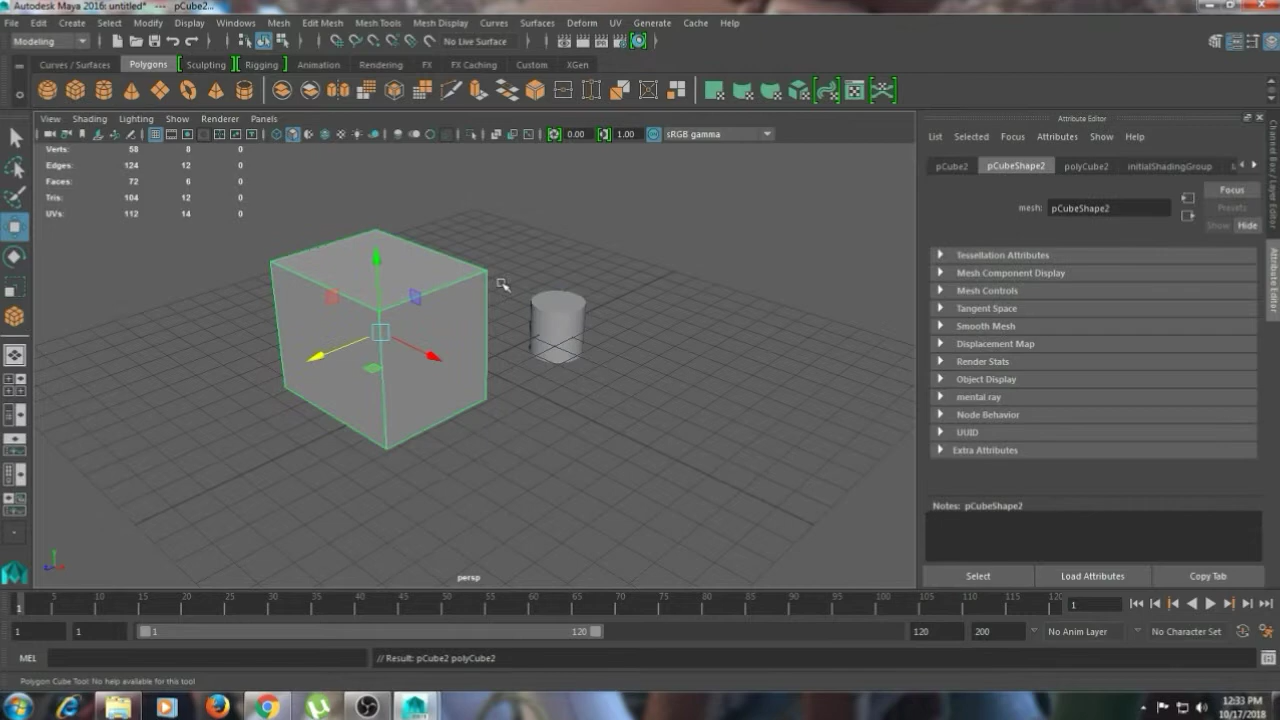 Autodesk Maya 2016: untitled* --- pCube2...
File Edit Create Select Modify Display Windows Mesh Edit Mesh Mesh Tools Mesh Display Curves Surfaces Deform UV Generate Cache Help
Modeling No Live Surface
Curves / Surfaces Polygons Sculpting Rigging Animation Rendering FX FX Caching Custom XGen
View Shading Lighting Show Renderer Panels
0.00 1.00 sRGB gamma
Verts: 58 8 0
Edges: 124 12 0
Faces: 72 6 0
Tris: 104 12 0
UVs: 112 14 0
persp
Attribute Editor
List Selected Focus Attributes Show Help
pCube2 pCubeShape2 polyCube2 initialShadingGroup
Focus
mesh: pCubeShape2 Presets
Show Hide
Tessellation Attributes
Mesh Component Display
Mesh Controls
Tangent Space
Smooth Mesh
Displacement Map
Render Stats
Object Display
mental ray
Node Behavior
UUID
Extra Attributes
Notes: pCubeShape2
Select Load Attributes Copy Tab
Channel Box / Layer Editor
Attribute Editor
1 5 10 15 20 25 30 35 40 45 50 55 60 65 70 75 80 85 90 95 100 105 110 115 120 1
1 1 1 120 120 200 No Anim Layer No Character Set
MEL // Result: pCube2 polyCube2
Polygon Cube Tool: No help available for this tool
12:33 PM
10/17/2018